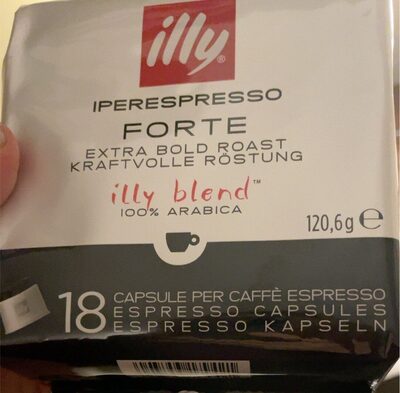 illy®
IPERESPRESSO
FORTE
EXTRA BOLD ROAST
KRAFTVOLLE RÖSTUNG
illy blend™
100% ARABICA
120,6g ℮
18 CAPSULE PER CAFFÈ ESPRESSO
ESPRESSO CAPSULES
ESPRESSO KAPSELN